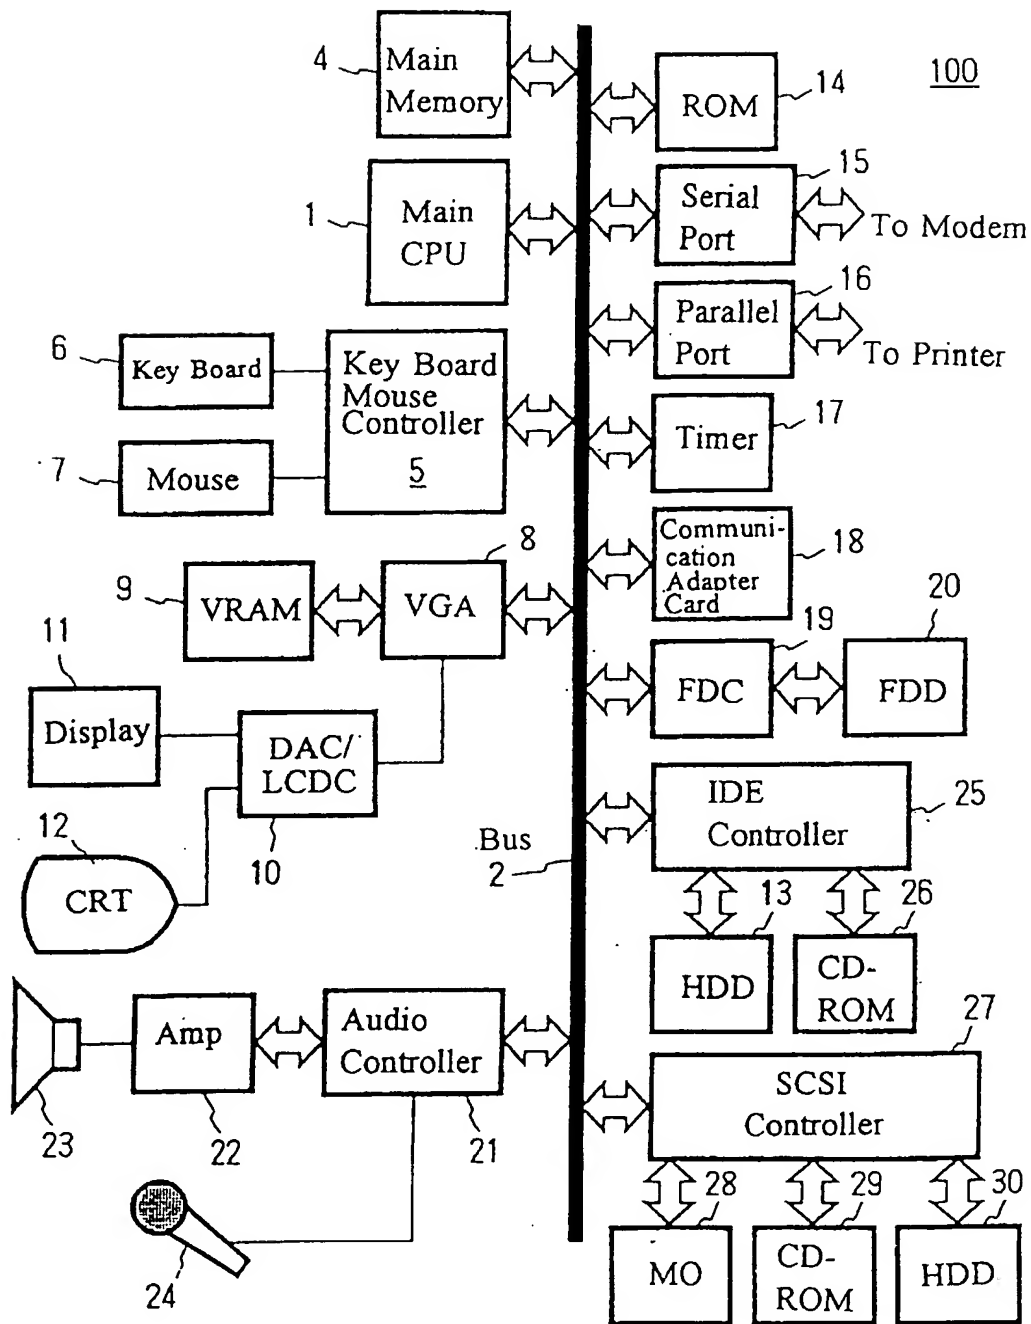 4
Main
Memory
14
ROM
100
1
Main
CPU
15
Serial
Port
To Modem
16
Parallel
Port
To Printer
6
Key Board
Key Board
Mouse
Controller
5
7
Mouse
17
Timer
18
Communi-
cation
Adapter
Card
8
VGA
9
VRAM
19
FDC
20
FDD
11
Display
DAC/
LCDC
10
12
CRT
Bus
2
25
IDE
Controller
13
HDD
26
CD-
ROM
23
Amp
22
Audio
Controller
21
24
27
SCSI
Controller
28
MO
29
CD-
ROM
30
HDD